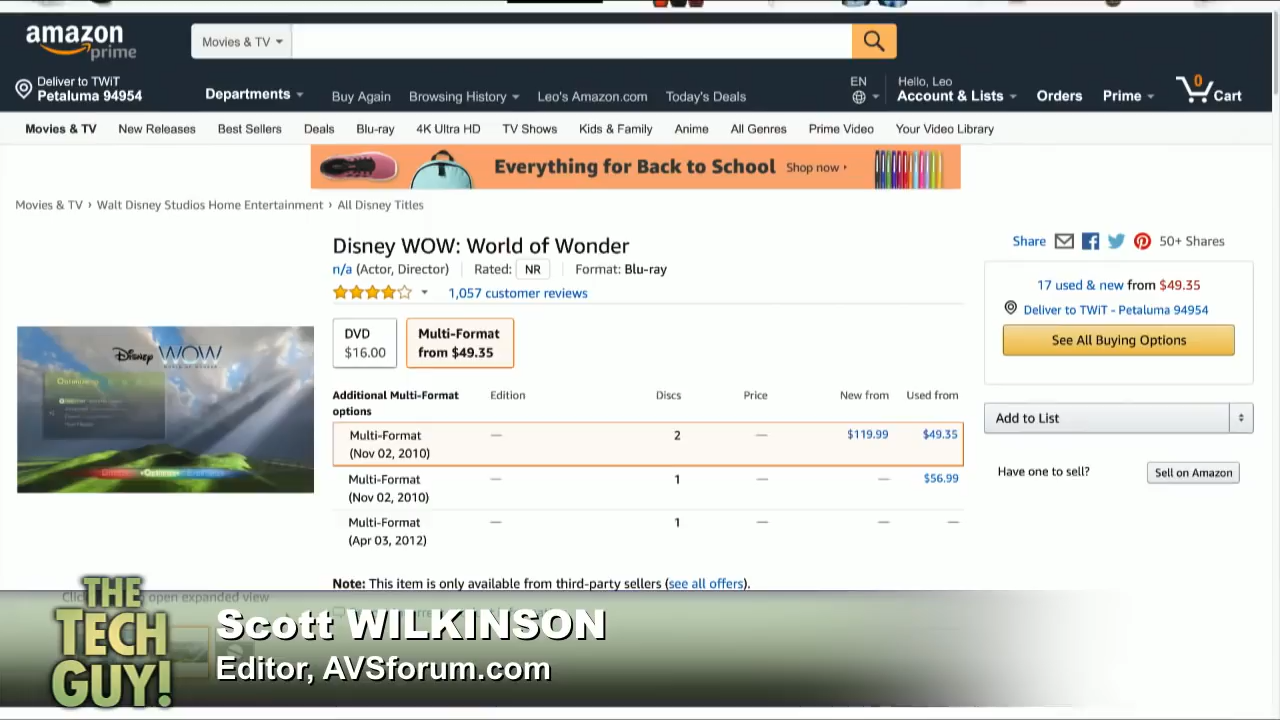 amazon
prime
Movies & TV
Deliver to TWiT
Petaluma 94954
Departments
Buy Again
Browsing History
Leo's Amazon.com
Today's Deals
EN
Hello, Leo
Account & Lists
Orders
Prime
0
Cart
Movies & TV New Releases Best Sellers Deals Blu-ray 4K Ultra HD TV Shows Kids & Family Anime All Genres Prime Video Your Video Library
Everything for Back to School Shop now ›
Movies & TV › Walt Disney Studios Home Entertainment › All Disney Titles
Disney WOW: World of Wonder
n/a (Actor, Director) Rated: NR Format: Blu-ray
1,057 customer reviews
DVD
$16.00
Multi-Format
from $49.35
Additional Multi-Format options Edition Discs Price New from Used from
Multi-Format (Nov 02, 2010) — 2 — $119.99 $49.35
Multi-Format (Nov 02, 2010) — 1 — — $56.99
Multi-Format (Apr 03, 2012) — 1 — — —
Note: This item is only available from third-party sellers (see all offers).
Disney WOW
WORLD OF WONDER
Share 50+ Shares
17 used & new from $49.35
Deliver to TWiT - Petaluma 94954
See All Buying Options
Add to List
Have one to sell? Sell on Amazon
open expanded view
THE
TECH
GUY!
Scott WILKINSON
Editor, AVSforum.com